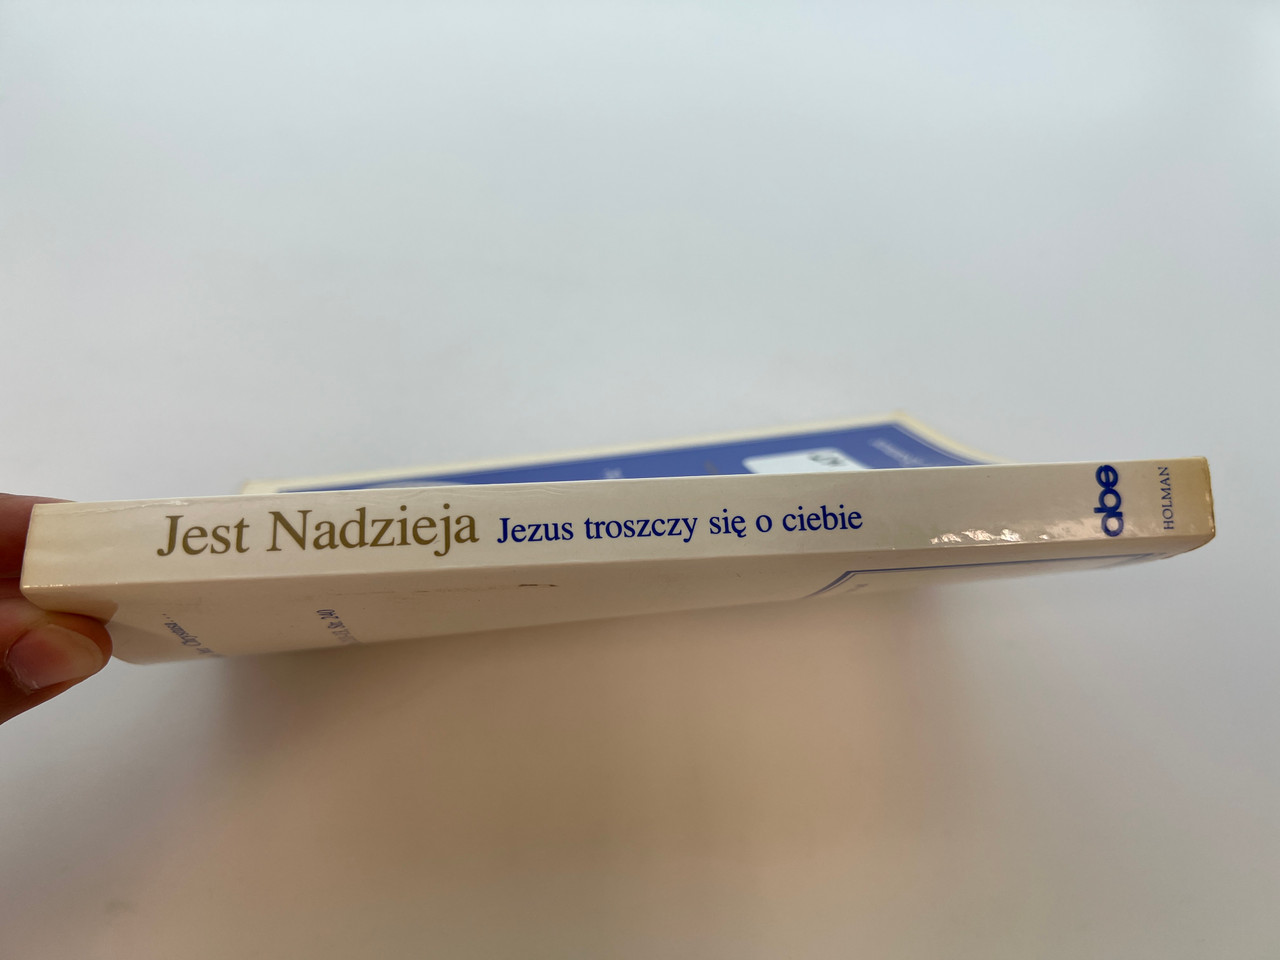 Jest Nadzieja Jezus troszczy się o ciebie
abe
HOLMAN